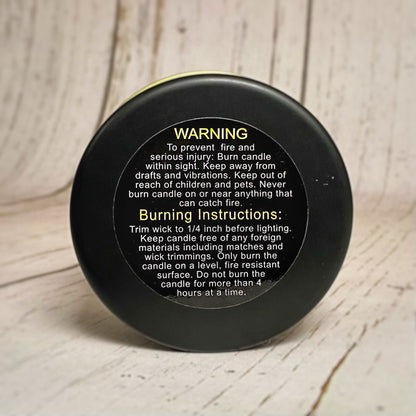 WARNING
To prevent fire and
serious injury: Burn candle
within sight. Keep away from
drafts and vibrations. Keep out of
reach of children and pets. Never
burn candle on or near anything that
can catch fire.
Burning Instructions:
Trim wick to 1/4 inch before lighting.
Keep candle free of any foreign
materials including matches and
wick trimmings. Only burn the
candle on a level, fire resistant
surface. Do not burn the
candle for more than 4
hours at a time.